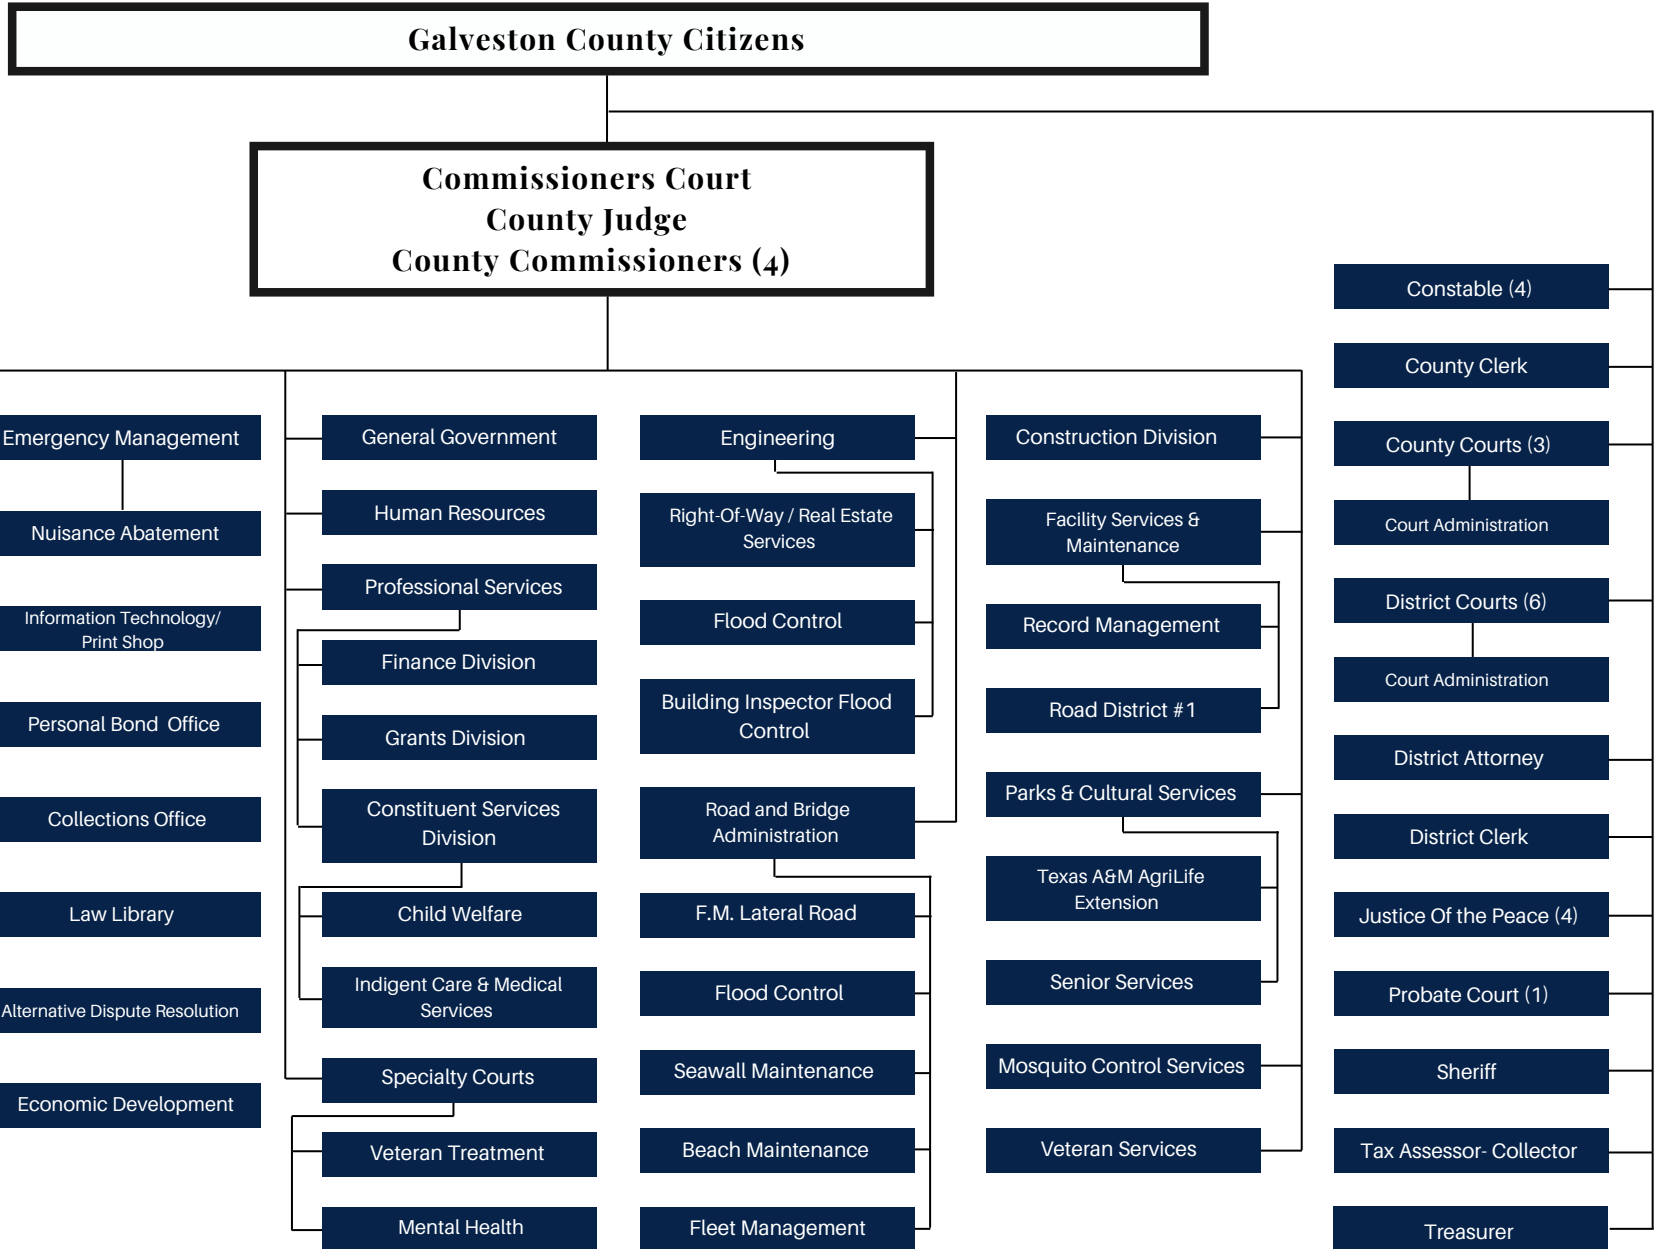 Galveston County Citizens
Commissioners Court
County Judge
County Commissioners (4)
Emergency Management
Nuisance Abatement
Information Technology/
Print Shop
Personal Bond Office
Collections Office
Law Library
Alternative Dispute Resolution
Economic Development
General Government
Human Resources
Professional Services
Finance Division
Grants Division
Constituent Services
Division
Child Welfare
Indigent Care & Medical
Services
Specialty Courts
Veteran Treatment
Mental Health
Engineering
Right-Of-Way / Real Estate
Services
Flood Control
Building Inspector Flood
Control
Road and Bridge
Administration
F.M. Lateral Road
Flood Control
Seawall Maintenance
Beach Maintenance
Fleet Management
Construction Division
Facility Services &
Maintenance
Record Management
Road District #1
Parks & Cultural Services
Texas A&M AgriLife
Extension
Senior Services
Mosquito Control Services
Veteran Services
Constable (4)
County Clerk
County Courts (3)
Court Administration
District Courts (6)
Court Administration
District Attorney
District Clerk
Justice Of the Peace (4)
Probate Court (1)
Sheriff
Tax Assessor- Collector
Treasurer